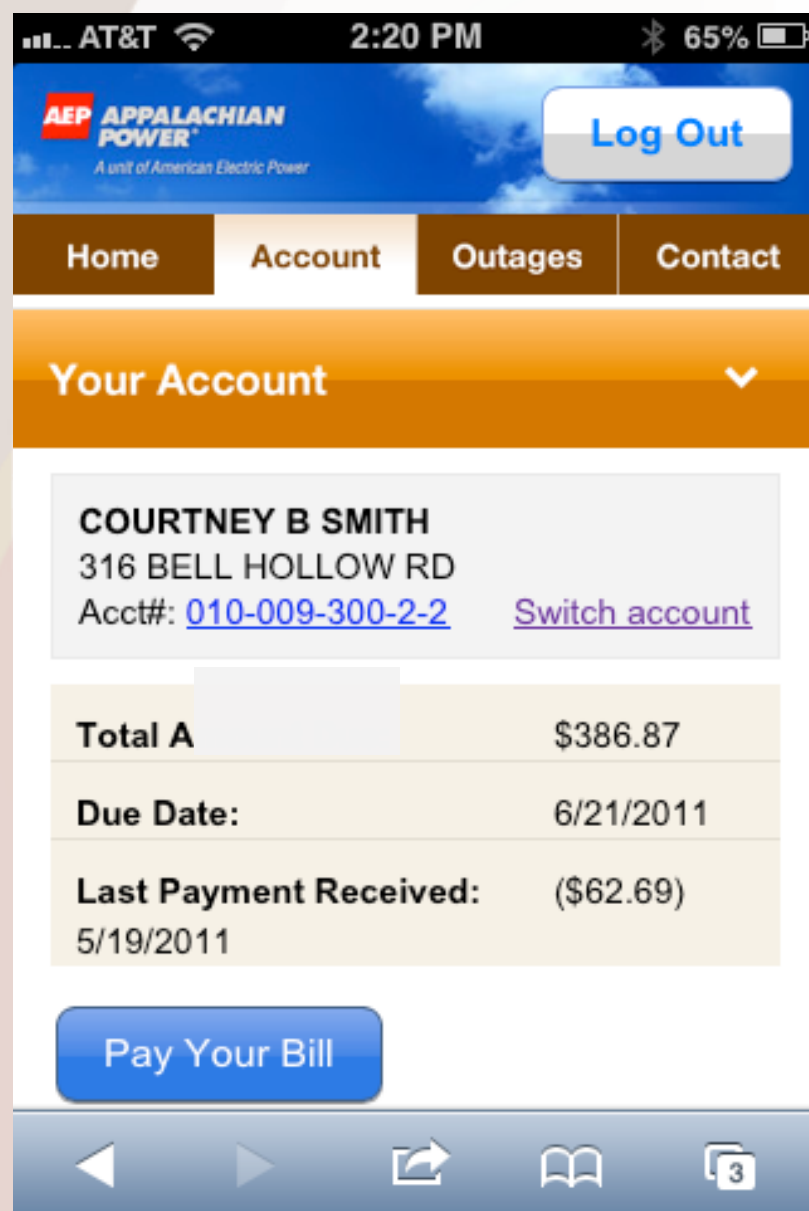 AT&T 2:20 PM 65%
AEP APPALACHIAN
POWER®
A unit of American Electric Power
Log Out
Home Account Outages Contact
Your Account
COURTNEY B SMITH
316 BELL HOLLOW RD
Acct#: 010-009-300-2-2 Switch account
Total A $386.87
Due Date: 6/21/2011
Last Payment Received: ($62.69)
5/19/2011
Pay Your Bill
3